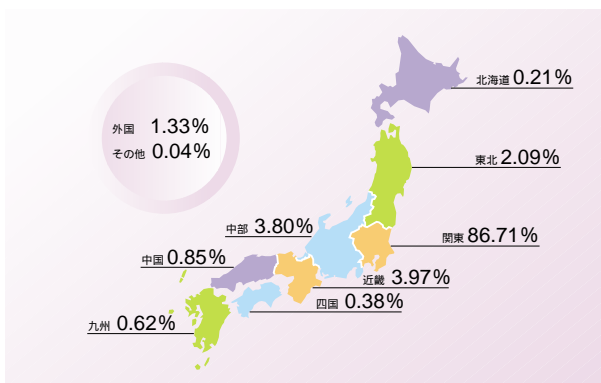 北海道 0.21%
外国 1.33%
その他 0.04%
東北 2.09%
中部 3.80%
関東 86.71%
中国 0.85%
近畿 3.97%
四国 0.38%
九州 0.62%